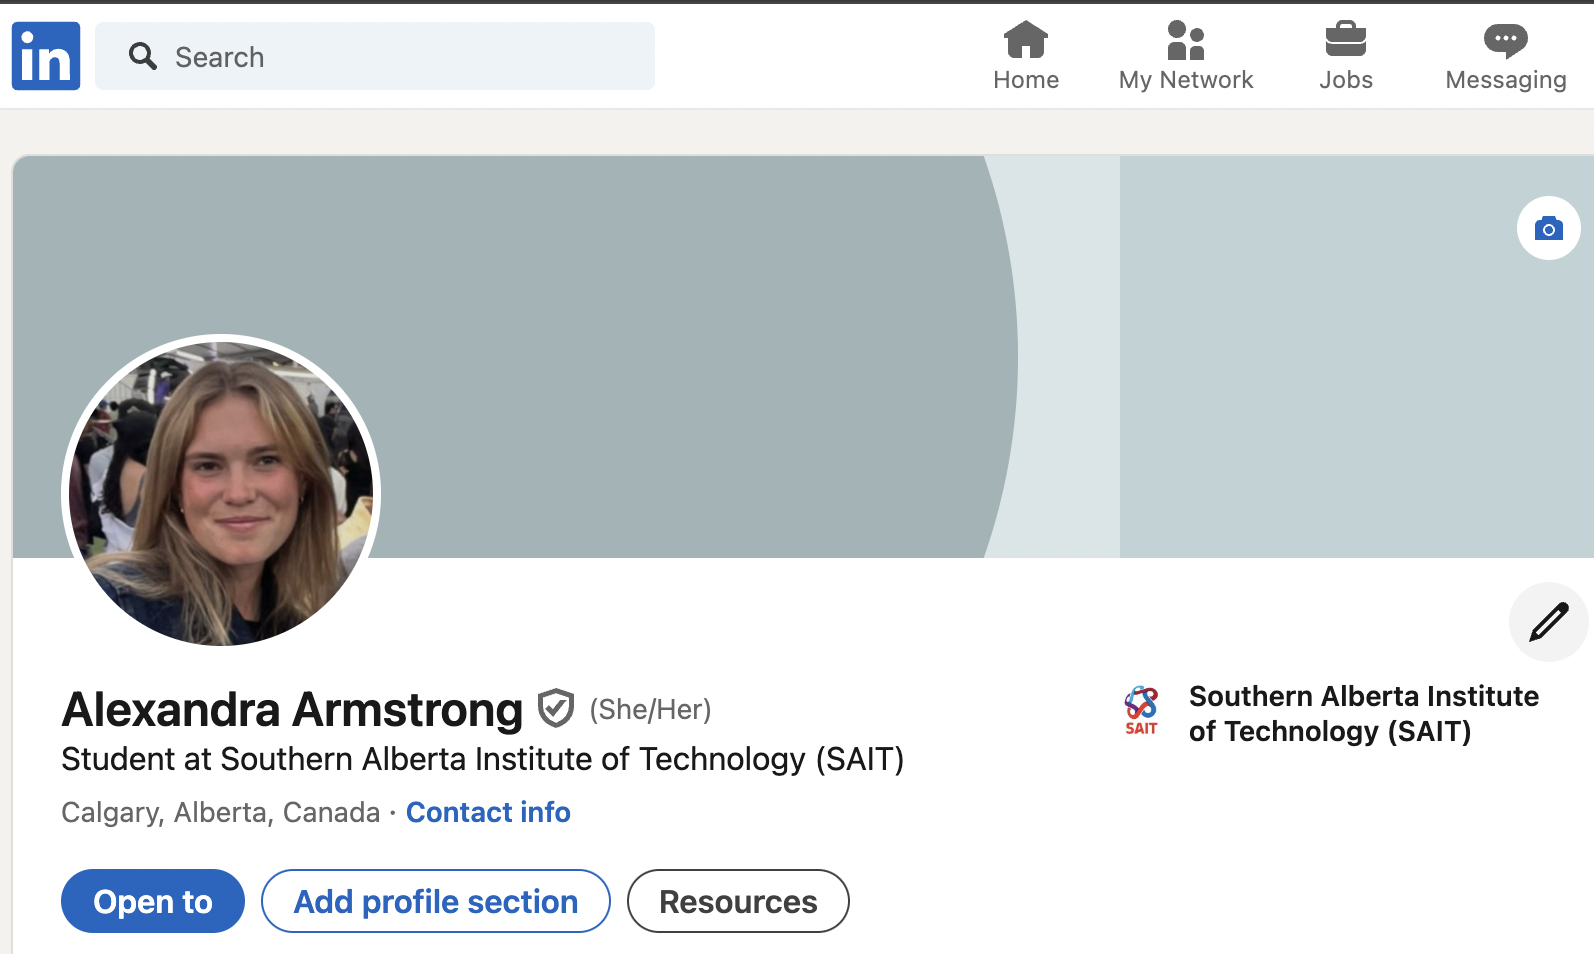 in
Search
Home
My Network
Jobs
Messaging
Alexandra Armstrong (She/Her)
Student at Southern Alberta Institute of Technology (SAIT)
Calgary, Alberta, Canada · Contact info
Open to
Add profile section
Resources
SAIT
Southern Alberta Institute
of Technology (SAIT)